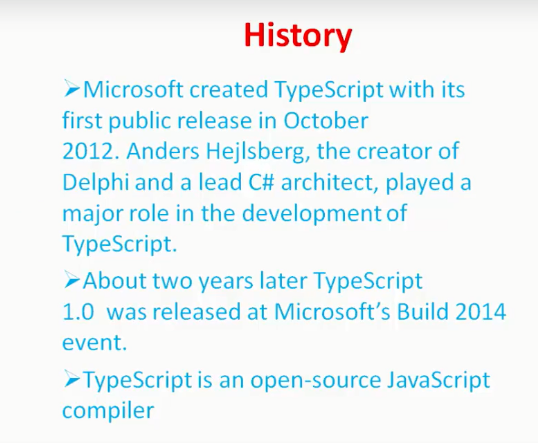 History
➤Microsoft created TypeScript with its
first public release in October
2012. Anders Hejlsberg, the creator of
Delphi and a lead C# architect, played a
major role in the development of
TypeScript.
➤About two years later TypeScript
1.0 was released at Microsoft’s Build 2014
event.
➤TypeScript is an open-source JavaScript
compiler